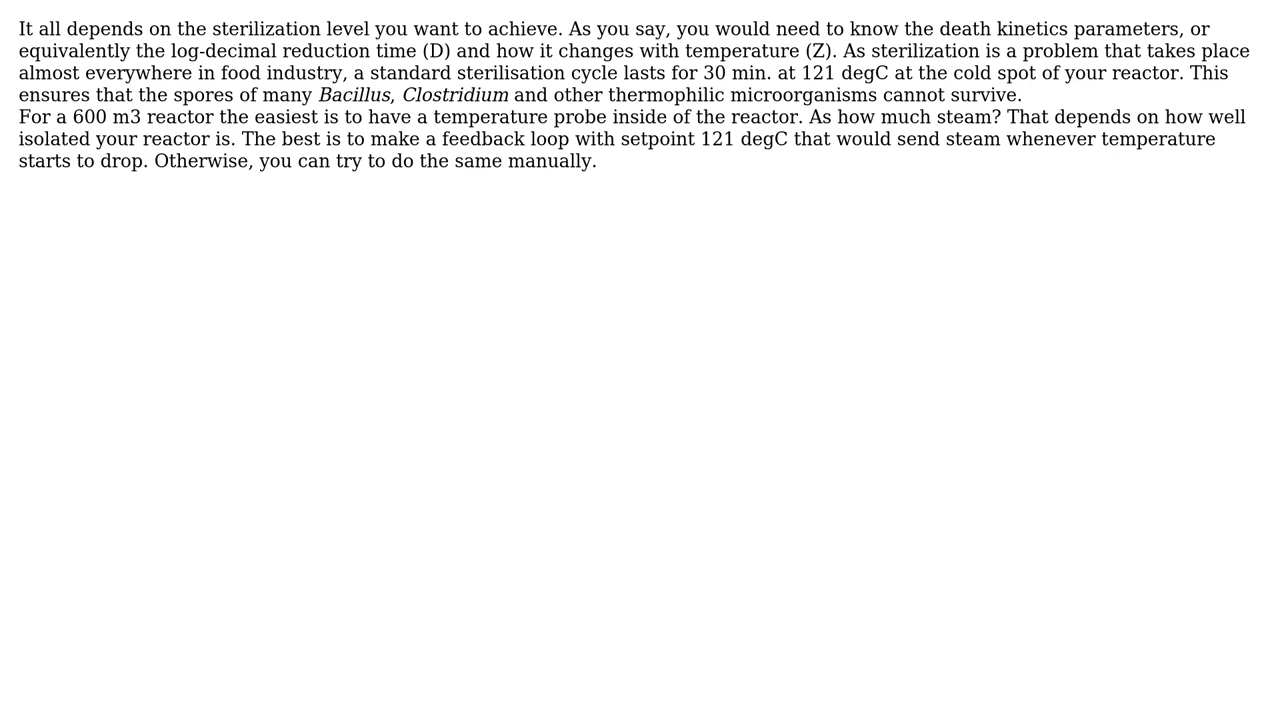 It all depends on the sterilization level you want to achieve. As you say, you would need to know the death kinetics parameters, or
equivalently the log-decimal reduction time (D) and how it changes with temperature (Z). As sterilization is a problem that takes place
almost everywhere in food industry, a standard sterilisation cycle lasts for 30 min. at 121 degC at the cold spot of your reactor. This
ensures that the spores of many Bacillus, Clostridium and other thermophilic microorganisms cannot survive.
For a 600 m3 reactor the easiest is to have a temperature probe inside of the reactor. As how much steam? That depends on how well
isolated your reactor is. The best is to make a feedback loop with setpoint 121 degC that would send steam whenever temperature
starts to drop. Otherwise, you can try to do the same manually.